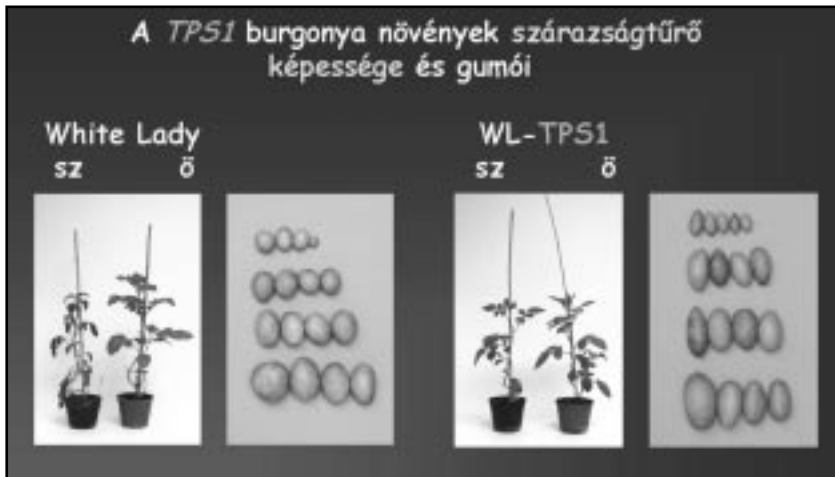 A TPS1 burgonya növények szárazságtűrő
képessége és gumói
White Lady
sz ő
WL-TPS1
sz ő